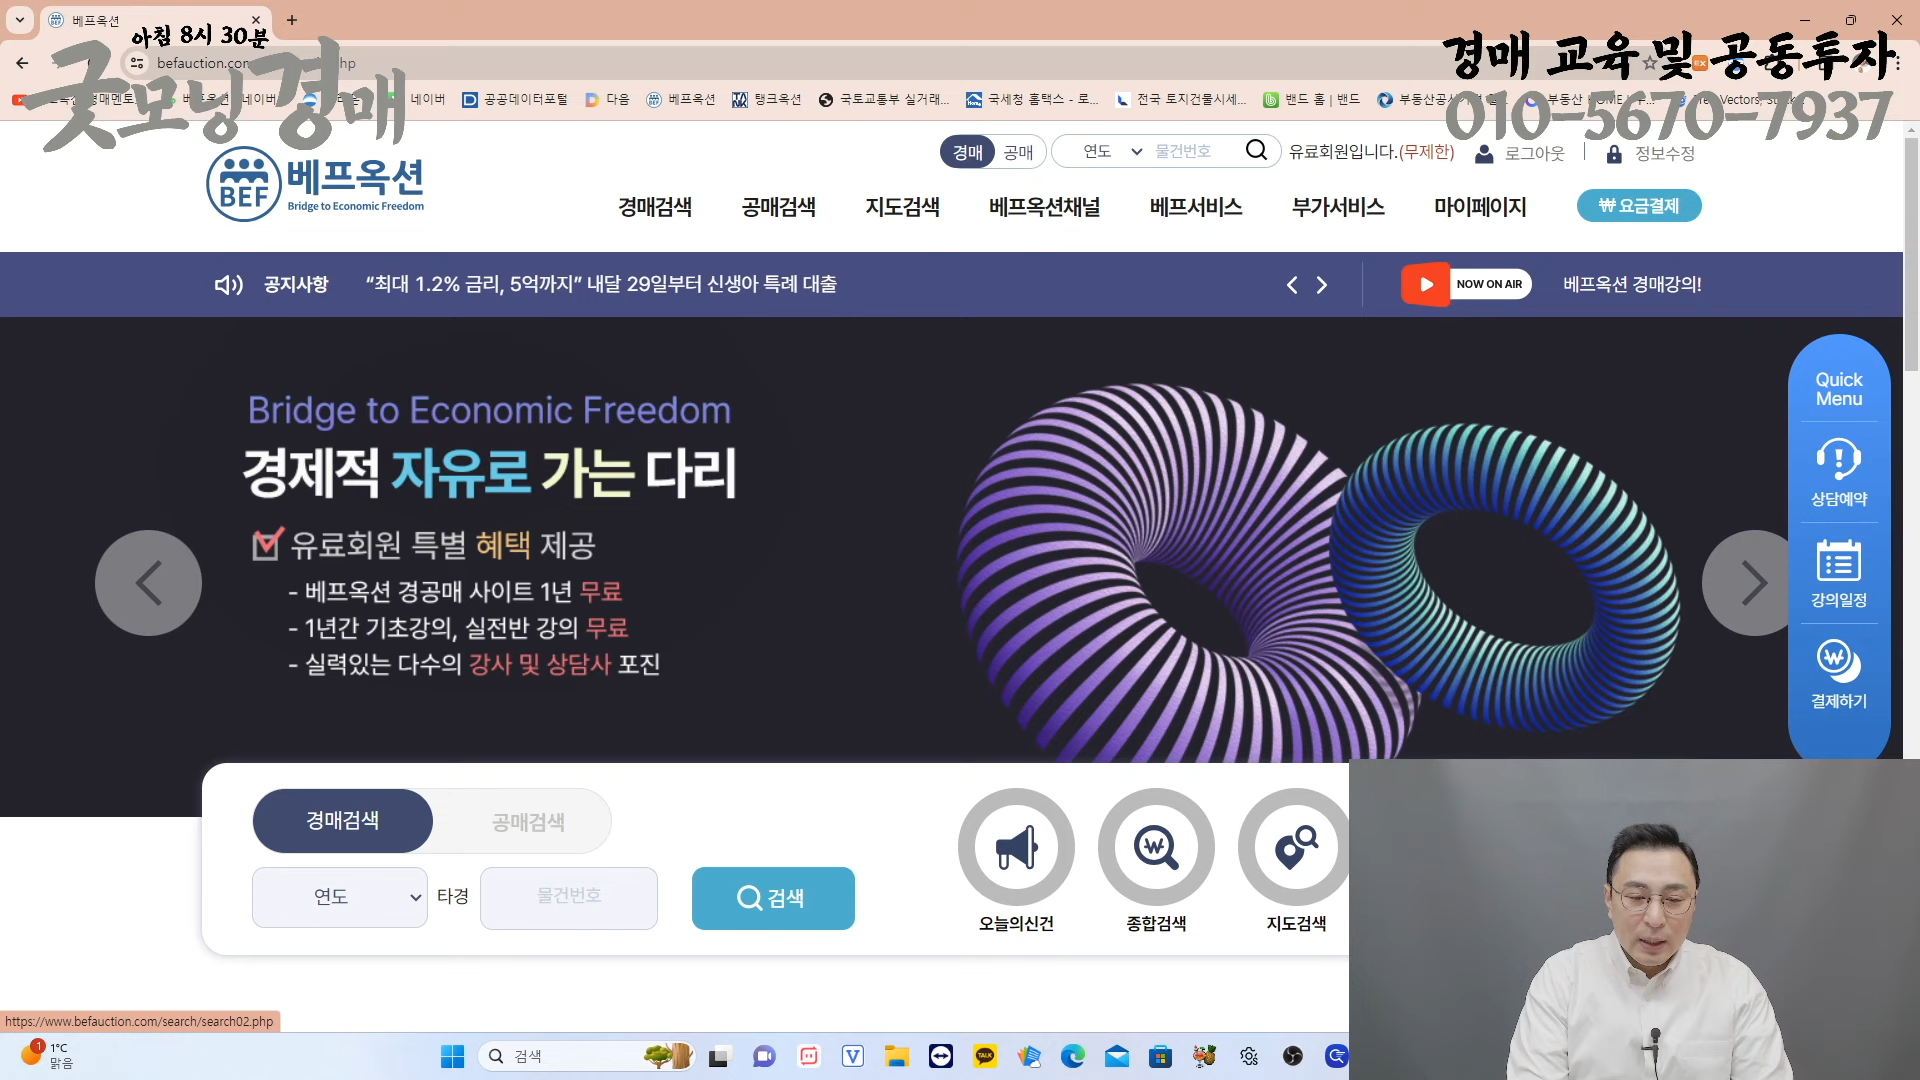 베프옥션
아침 8시 30분
굿모닝경매
경매 교육 및 공동투자
010-5670-7937
befauction.com
네이버
공공데이터포털
다음
베프옥션
탱크옥션
국토교통부 실거래...
국세청 홈택스 - 로...
전국 토지건물시세...
밴드 홈 | 밴드
BEF 베프옥션
Bridge to Economic Freedom
경매 공매 연도 물건번호 유료회원입니다.(무제한) 로그아웃 정보수정
경매검색 공매검색 지도검색 베프옥션채널 베프서비스 부가서비스 마이페이지 ₩ 요금결제
공지사항 “최대 1.2% 금리, 5억까지” 내달 29일부터 신생아 특례 대출
NOW ON AIR 베프옥션 경매강의!
Bridge to Economic Freedom
경제적 자유로 가는 다리
유료회원 특별 혜택 제공
- 베프옥션 경공매 사이트 1년 무료
- 1년간 기초강의, 실전반 강의 무료
- 실력있는 다수의 강사 및 상담사 포진
Quick
Menu
상담예약
강의일정
결제하기
경매검색 공매검색
연도 타경 물건번호 검색
오늘의신건 종합검색 지도검색
https://www.befauction.com/search/search02.php
1
1°C
맑음
검색
TALK